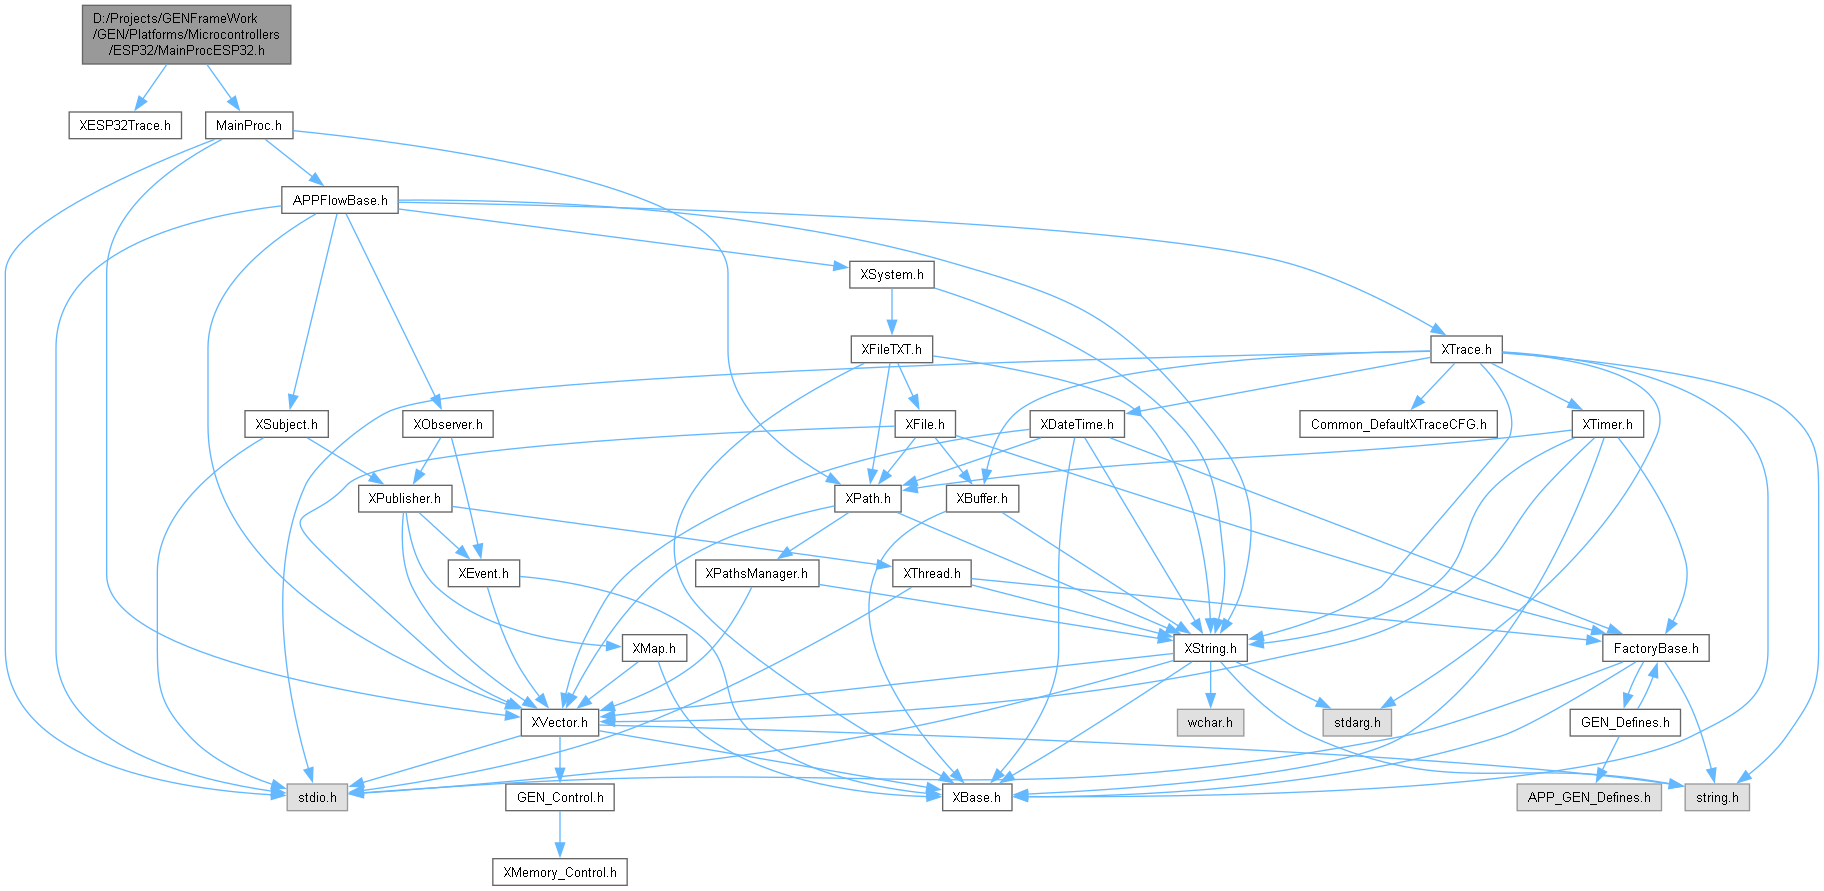 D:/Projects/GENFrameWork
/GEN/Platforms/Microcontrollers
/ESP32/MainProcESP32.h
XESP32Trace.h
MainProc.h
APPFlowBase.h
XSystem.h
XFileTXT.h
XTrace.h
XSubject.h
XObserver.h
XFile.h
XDateTime.h
Common_DefaultXTraceCFG.h
XTimer.h
XPublisher.h
XPath.h
XBuffer.h
XEvent.h
XPathsManager.h
XThread.h
XMap.h
XString.h
FactoryBase.h
XVector.h
wchar.h
stdarg.h
GEN_Defines.h
stdio.h
GEN_Control.h
XBase.h
APP_GEN_Defines.h
string.h
XMemory_Control.h